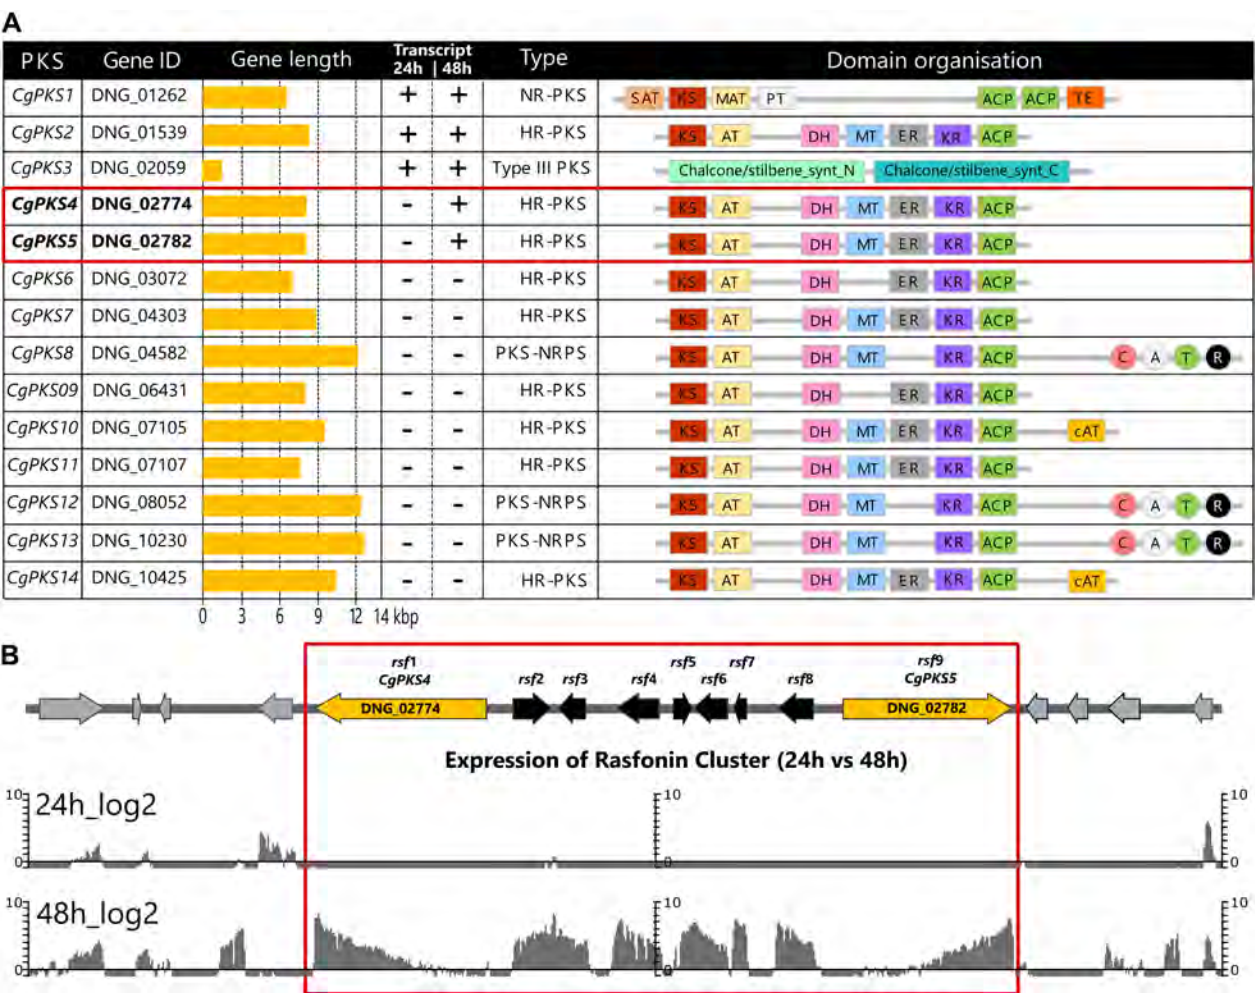 A
PKS Gene ID Gene length Transcript 24h | 48h Type Domain organisation
CgPKS1 DNG_01262 + + NR-PKS SAT KS MAT PT ACP ACP TE
CgPKS2 DNG_01539 + + HR-PKS KS AT DH MT ER KR ACP
CgPKS3 DNG_02059 + + Type III PKS Chalcone/stilbene_synt_N Chalcone/stilbene_synt_C
CgPKS4 DNG_02774 - + HR-PKS KS AT DH MT ER KR ACP
CgPKS5 DNG_02782 - + HR-PKS KS AT DH MT ER KR ACP
CgPKS6 DNG_03072 - - HR-PKS KS AT DH ER KR ACP
CgPKS7 DNG_04303 - - HR-PKS KS AT DH MT ER KR ACP
CgPKS8 DNG_04582 - - PKS-NRPS KS AT DH MT KR ACP C A T R
CgPKS09 DNG_06431 - - HR-PKS KS AT DH ER KR ACP
CgPKS10 DNG_07105 - - HR-PKS KS AT DH MT ER KR ACP cAT
CgPKS11 DNG_07107 - - HR-PKS KS AT DH MT ER KR ACP
CgPKS12 DNG_08052 - - PKS-NRPS KS AT DH MT KR ACP C A T R
CgPKS13 DNG_10230 - - PKS-NRPS KS AT DH MT KR ACP C A T R
CgPKS14 DNG_10425 - - HR-PKS KS AT DH MT ER KR ACP cAT
0 3 6 9 12 14 kbp
B
rsf1 rsf5 rsf7 rsf9
CgPKS4 rsf2 rsf3 rsf4 rsf6 rsf8 CgPKS5
DNG_02774 DNG_02782
Expression of Rasfonin Cluster (24h vs 48h)
10 10 10
24h_log2
0 0 0
10 10 10
48h_log2
0 0 0